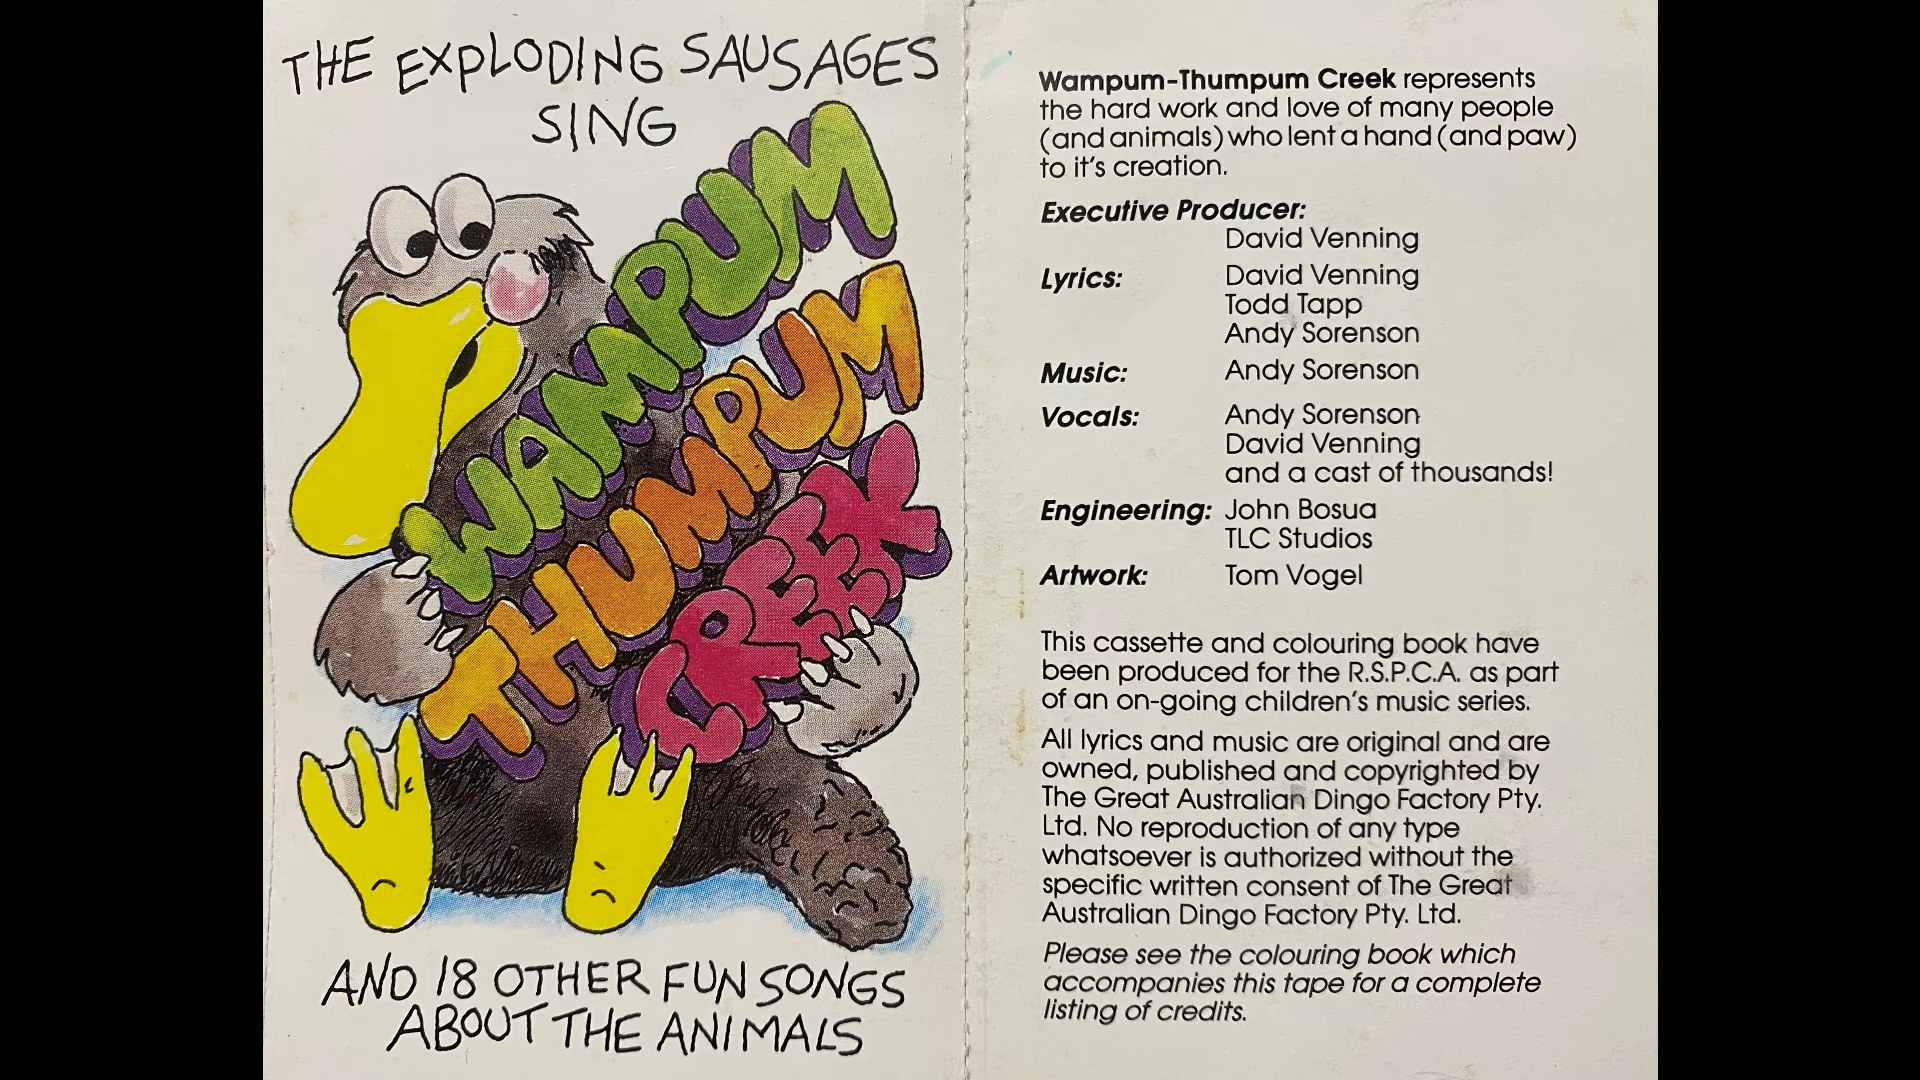 THE EXPLODING SAUSAGES
SING
WAMPUM
THUMPUM
CREEK
AND 18 OTHER FUN SONGS
ABOUT THE ANIMALS
Wampum-Thumpum Creek represents
the hard work and love of many people
(and animals) who lent a hand (and paw)
to it's creation.
Executive Producer:
David Venning
Lyrics: David Venning
Todd Tapp
Andy Sorenson
Music: Andy Sorenson
Vocals: Andy Sorenson
David Venning
and a cast of thousands!
Engineering: John Bosua
TLC Studios
Artwork: Tom Vogel
This cassette and colouring book have
been produced for the R.S.P.C.A. as part
of an on-going children's music series.
All lyrics and music are original and are
owned, published and copyrighted by
The Great Australian Dingo Factory Pty.
Ltd. No reproduction of any type
whatsoever is authorized without the
specific written consent of The Great
Australian Dingo Factory Pty. Ltd.
Please see the colouring book which
accompanies this tape for a complete
listing of credits.